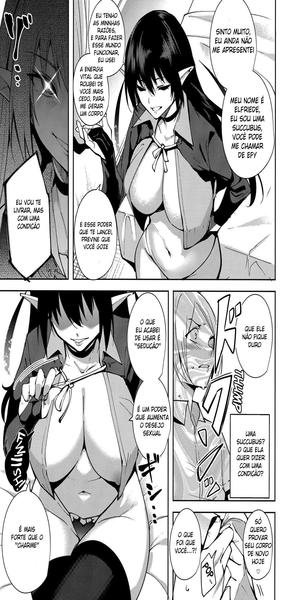 SINTO MUITO,
EU AINDA
NÃO ME
APRESENTEI
MEU NOME É
ELFRIEDE,
EU SOU UMA
SUCCUBUS,
VOCÊ PODE
ME CHAMAR
DE EPY
EU TENHO
AS MINHAS
RAZÕES,
E PARA FAZER
ESSE MUNDO
FUNCIONAR,
EU USEI
A ENERGIA
VITAL QUE
ROUBEI DE
VOCÊ MAIS
CEDO, PARA
ME GERAR
UM CORPO
E ESSE PODER
QUE TE LANCEI,
PREVINE QUE
VOCÊ GOZE
EU VOU TE
LIVRAR, MAS
COM UMA
CONDIÇÃO
QUE ELE
NÃO FIQUE
DURO
THUMP
UMA
SUCCUBUS?
O QUE ELA
QUER DIZER
COM UMA
CONDIÇÃO?
SÓ QUERO
PROVAR
SEU CORPO
DE NOVO
HOJE
O QUE
FOI QUE
VOCÊ...?!
O QUE EU
ACABEI
DE USAR É
"SEDUÇÃO"
É UM PODER
QUE AUMENTA
O DESEJO
SEXUAL
É MAIS
FORTE QUE O
"CHARME"